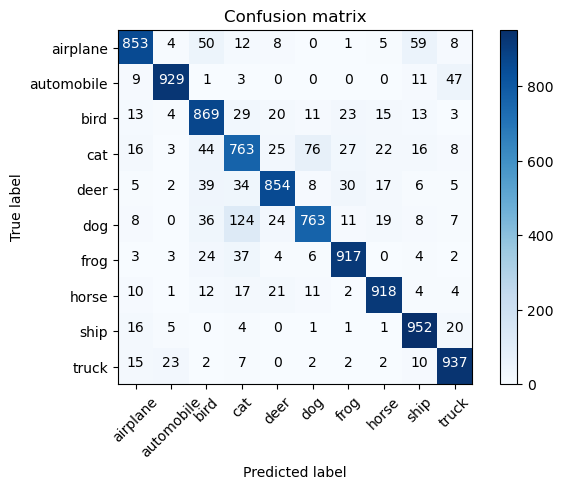 Confusion matrix
airplane 853 4 50 12 8 0 1 5 59 8
automobile 9 929 1 3 0 0 0 0 11 47
bird 13 4 869 29 20 11 23 15 13 3
cat 16 3 44 763 25 76 27 22 16 8
deer 5 2 39 34 854 8 30 17 6 5
dog 8 0 36 124 24 763 11 19 8 7
frog 3 3 24 37 4 6 917 0 4 2
horse 10 1 12 17 21 11 2 918 4 4
ship 16 5 0 4 0 1 1 1 952 20
truck 15 23 2 7 0 2 2 2 10 937
airplane automobile bird cat deer dog frog horse ship truck
Predicted label
True label
800
600
400
200
0